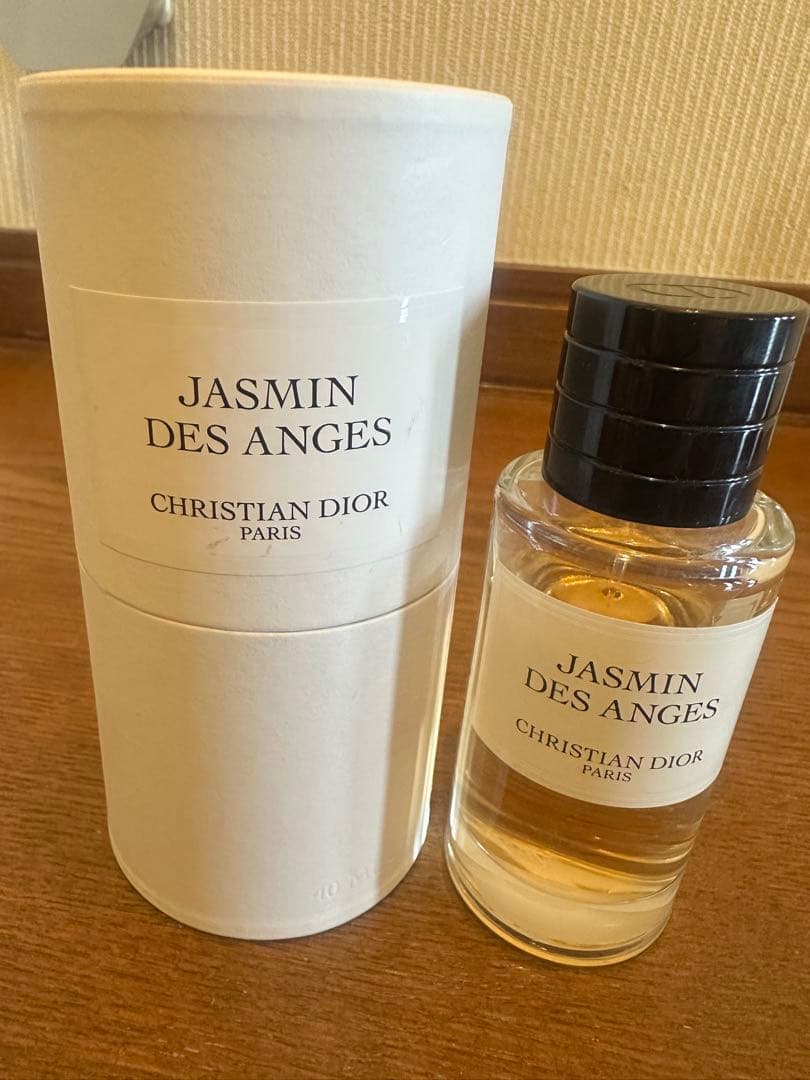 JASMIN
DES ANGES
CHRISTIAN DIOR
PARIS
JASMIN
DES ANGES
CHRISTIAN DIOR
PARIS